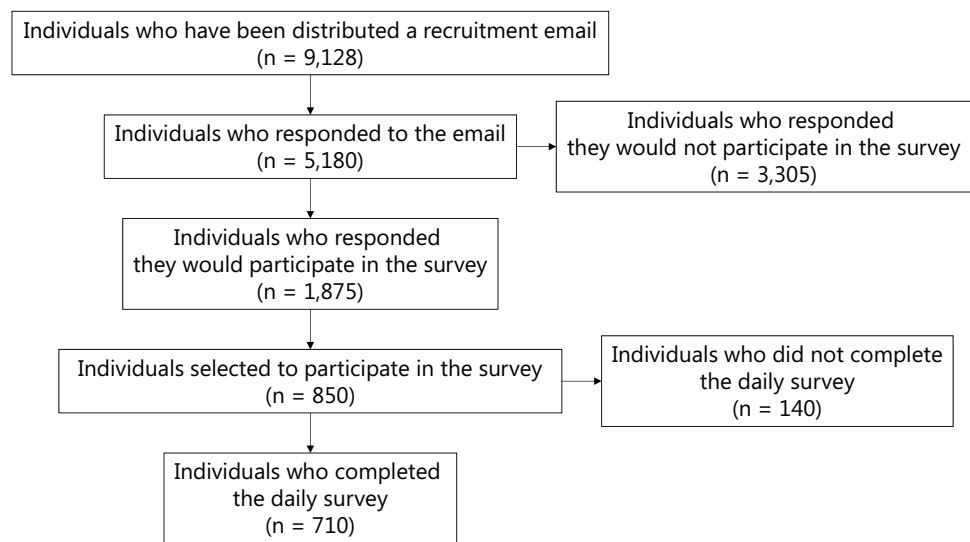 Individuals who have been distributed a recruitment email
(n = 9,128)
Individuals who responded to the email
(n = 5,180)
Individuals who responded
they would not participate in the survey
(n = 3,305)
Individuals who responded
they would participate in the survey
(n = 1,875)
Individuals selected to participate in the survey
(n = 850)
Individuals who did not complete
the daily survey
(n = 140)
Individuals who completed
the daily survey
(n = 710)